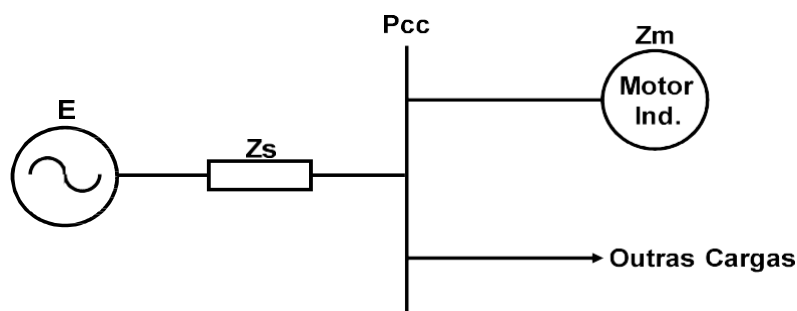 Pcc
Zm
Motor
Ind.
E
Zs
Outras Cargas